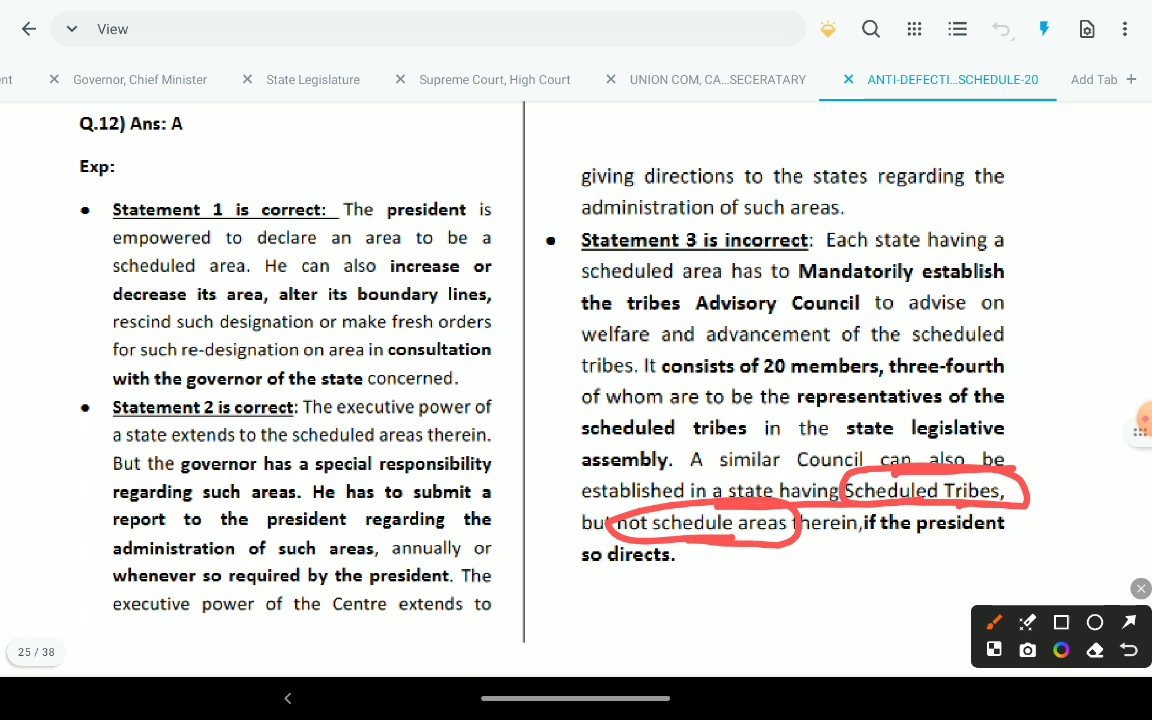 View
nt
Governor, Chief Minister
State Legislature
Supreme Court, High Court
UNION COM, CA...SECERATARY
ANTI-DEFECTI...SCHEDULE-20
Add Tab +
Q.12) Ans: A
Exp:
● Statement 1 is correct: The president is
empowered to declare an area to be a
scheduled area. He can also increase or
decrease its area, alter its boundary lines,
rescind such designation or make fresh orders
for such re-designation on area in consultation
with the governor of the state concerned.
● Statement 2 is correct: The executive power of
a state extends to the scheduled areas therein.
But the governor has a special responsibility
regarding such areas. He has to submit a
report to the president regarding the
administration of such areas, annually or
whenever so required by the president. The
executive power of the Centre extends to
giving directions to the states regarding the
administration of such areas.
● Statement 3 is incorrect: Each state having a
scheduled area has to Mandatorily establish
the tribes Advisory Council to advise on
welfare and advancement of the scheduled
tribes. It consists of 20 members, three-fourth
of whom are to be the representatives of the
scheduled tribes in the state legislative
assembly. A similar Council can also be
established in a state having Scheduled Tribes,
but not schedule areas therein,if the president
so directs.
25 / 38